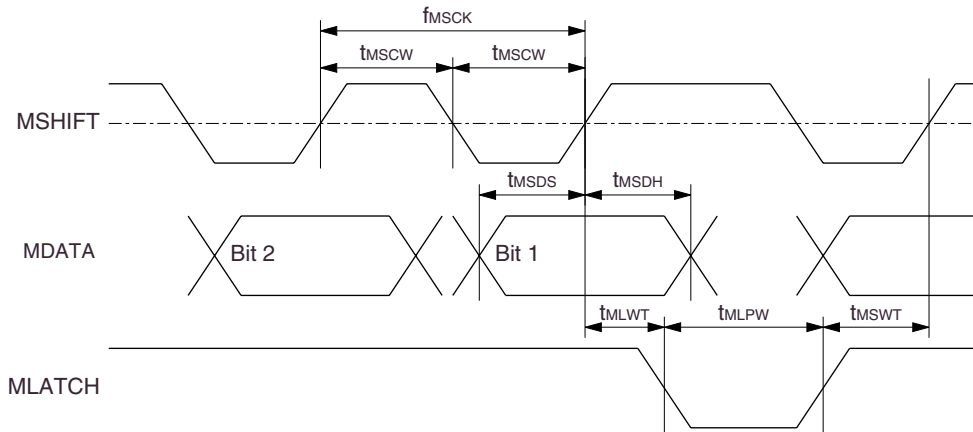 fMSCK
tMSCW tMSCW
MSHIFT
tMSDS tMSDH
MDATA Bit 2 Bit 1
tMLWT tMLPW tMSWT
MLATCH